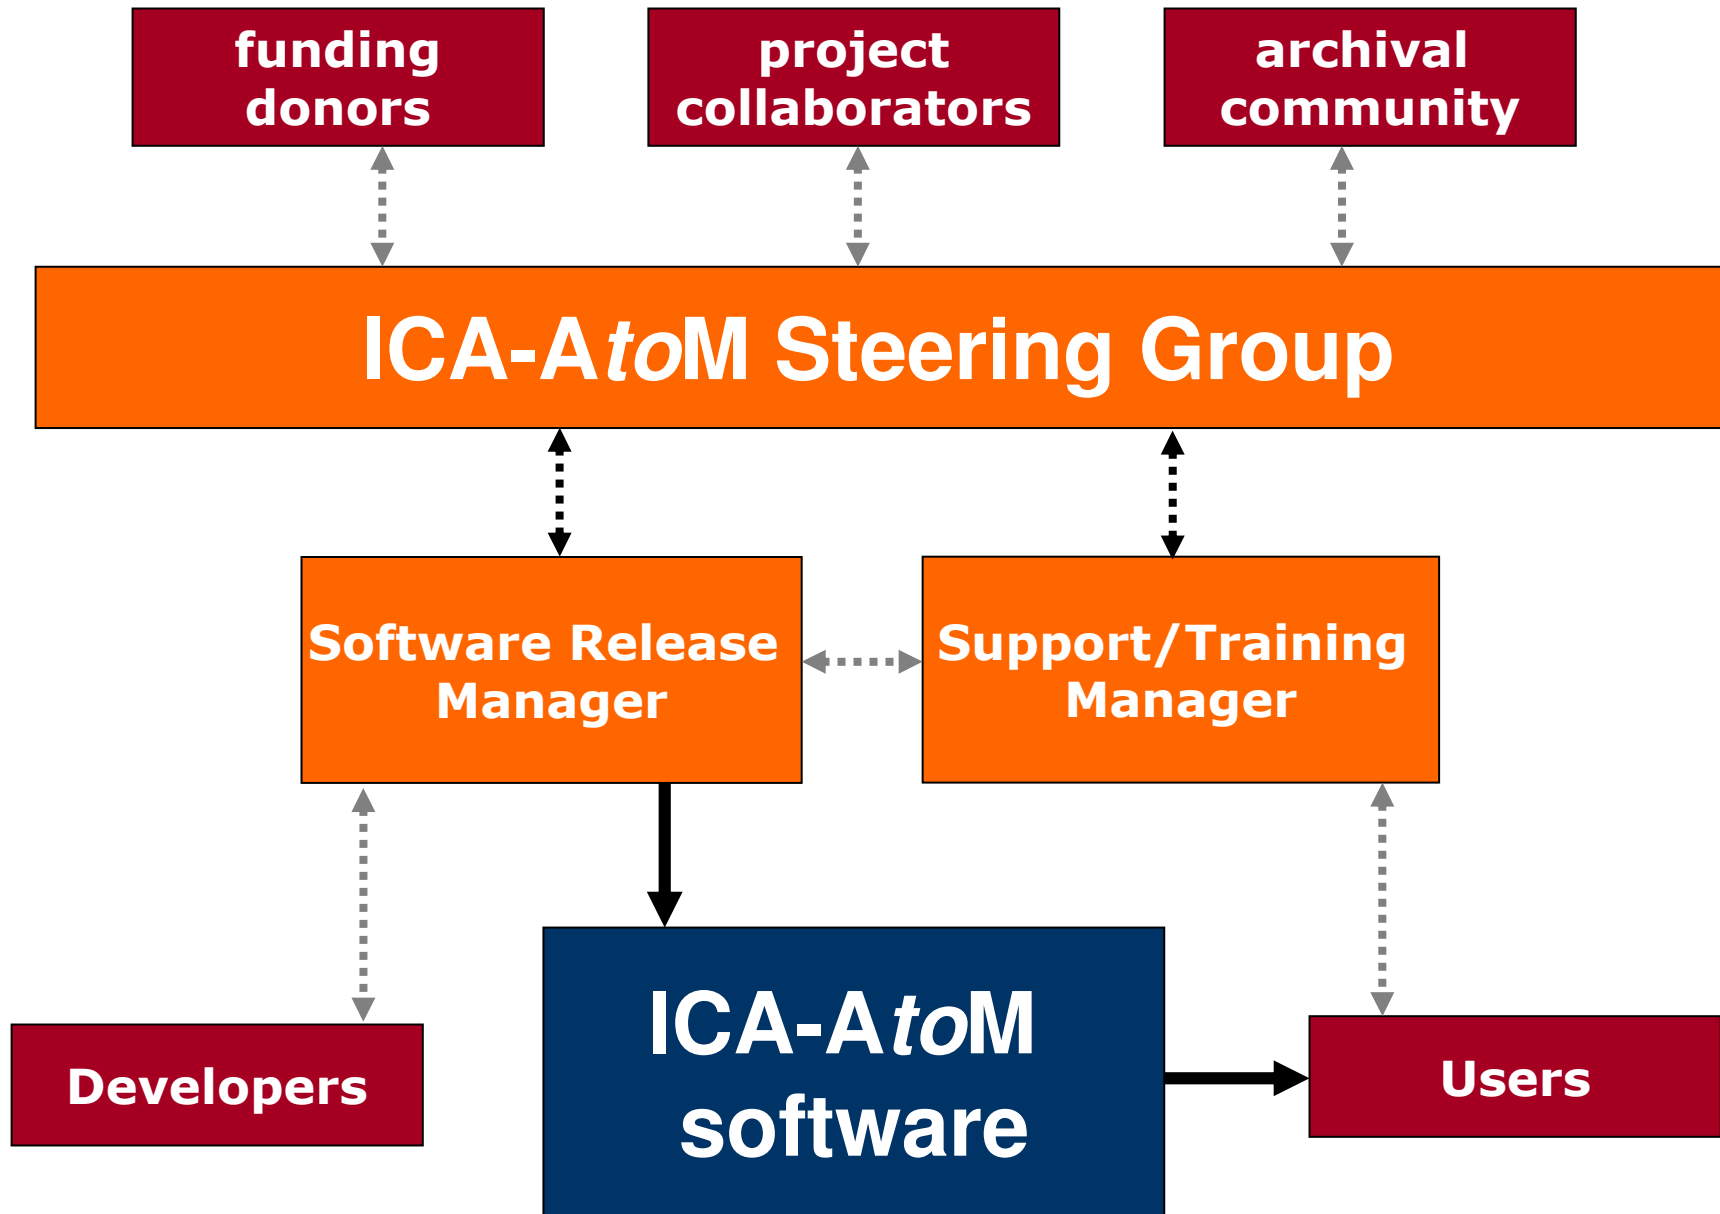 funding
donors
project
collaborators
archival
community
ICA-AtoM Steering Group
Software Release
Manager
Support/Training
Manager
ICA-AtoM
software
Developers
Users